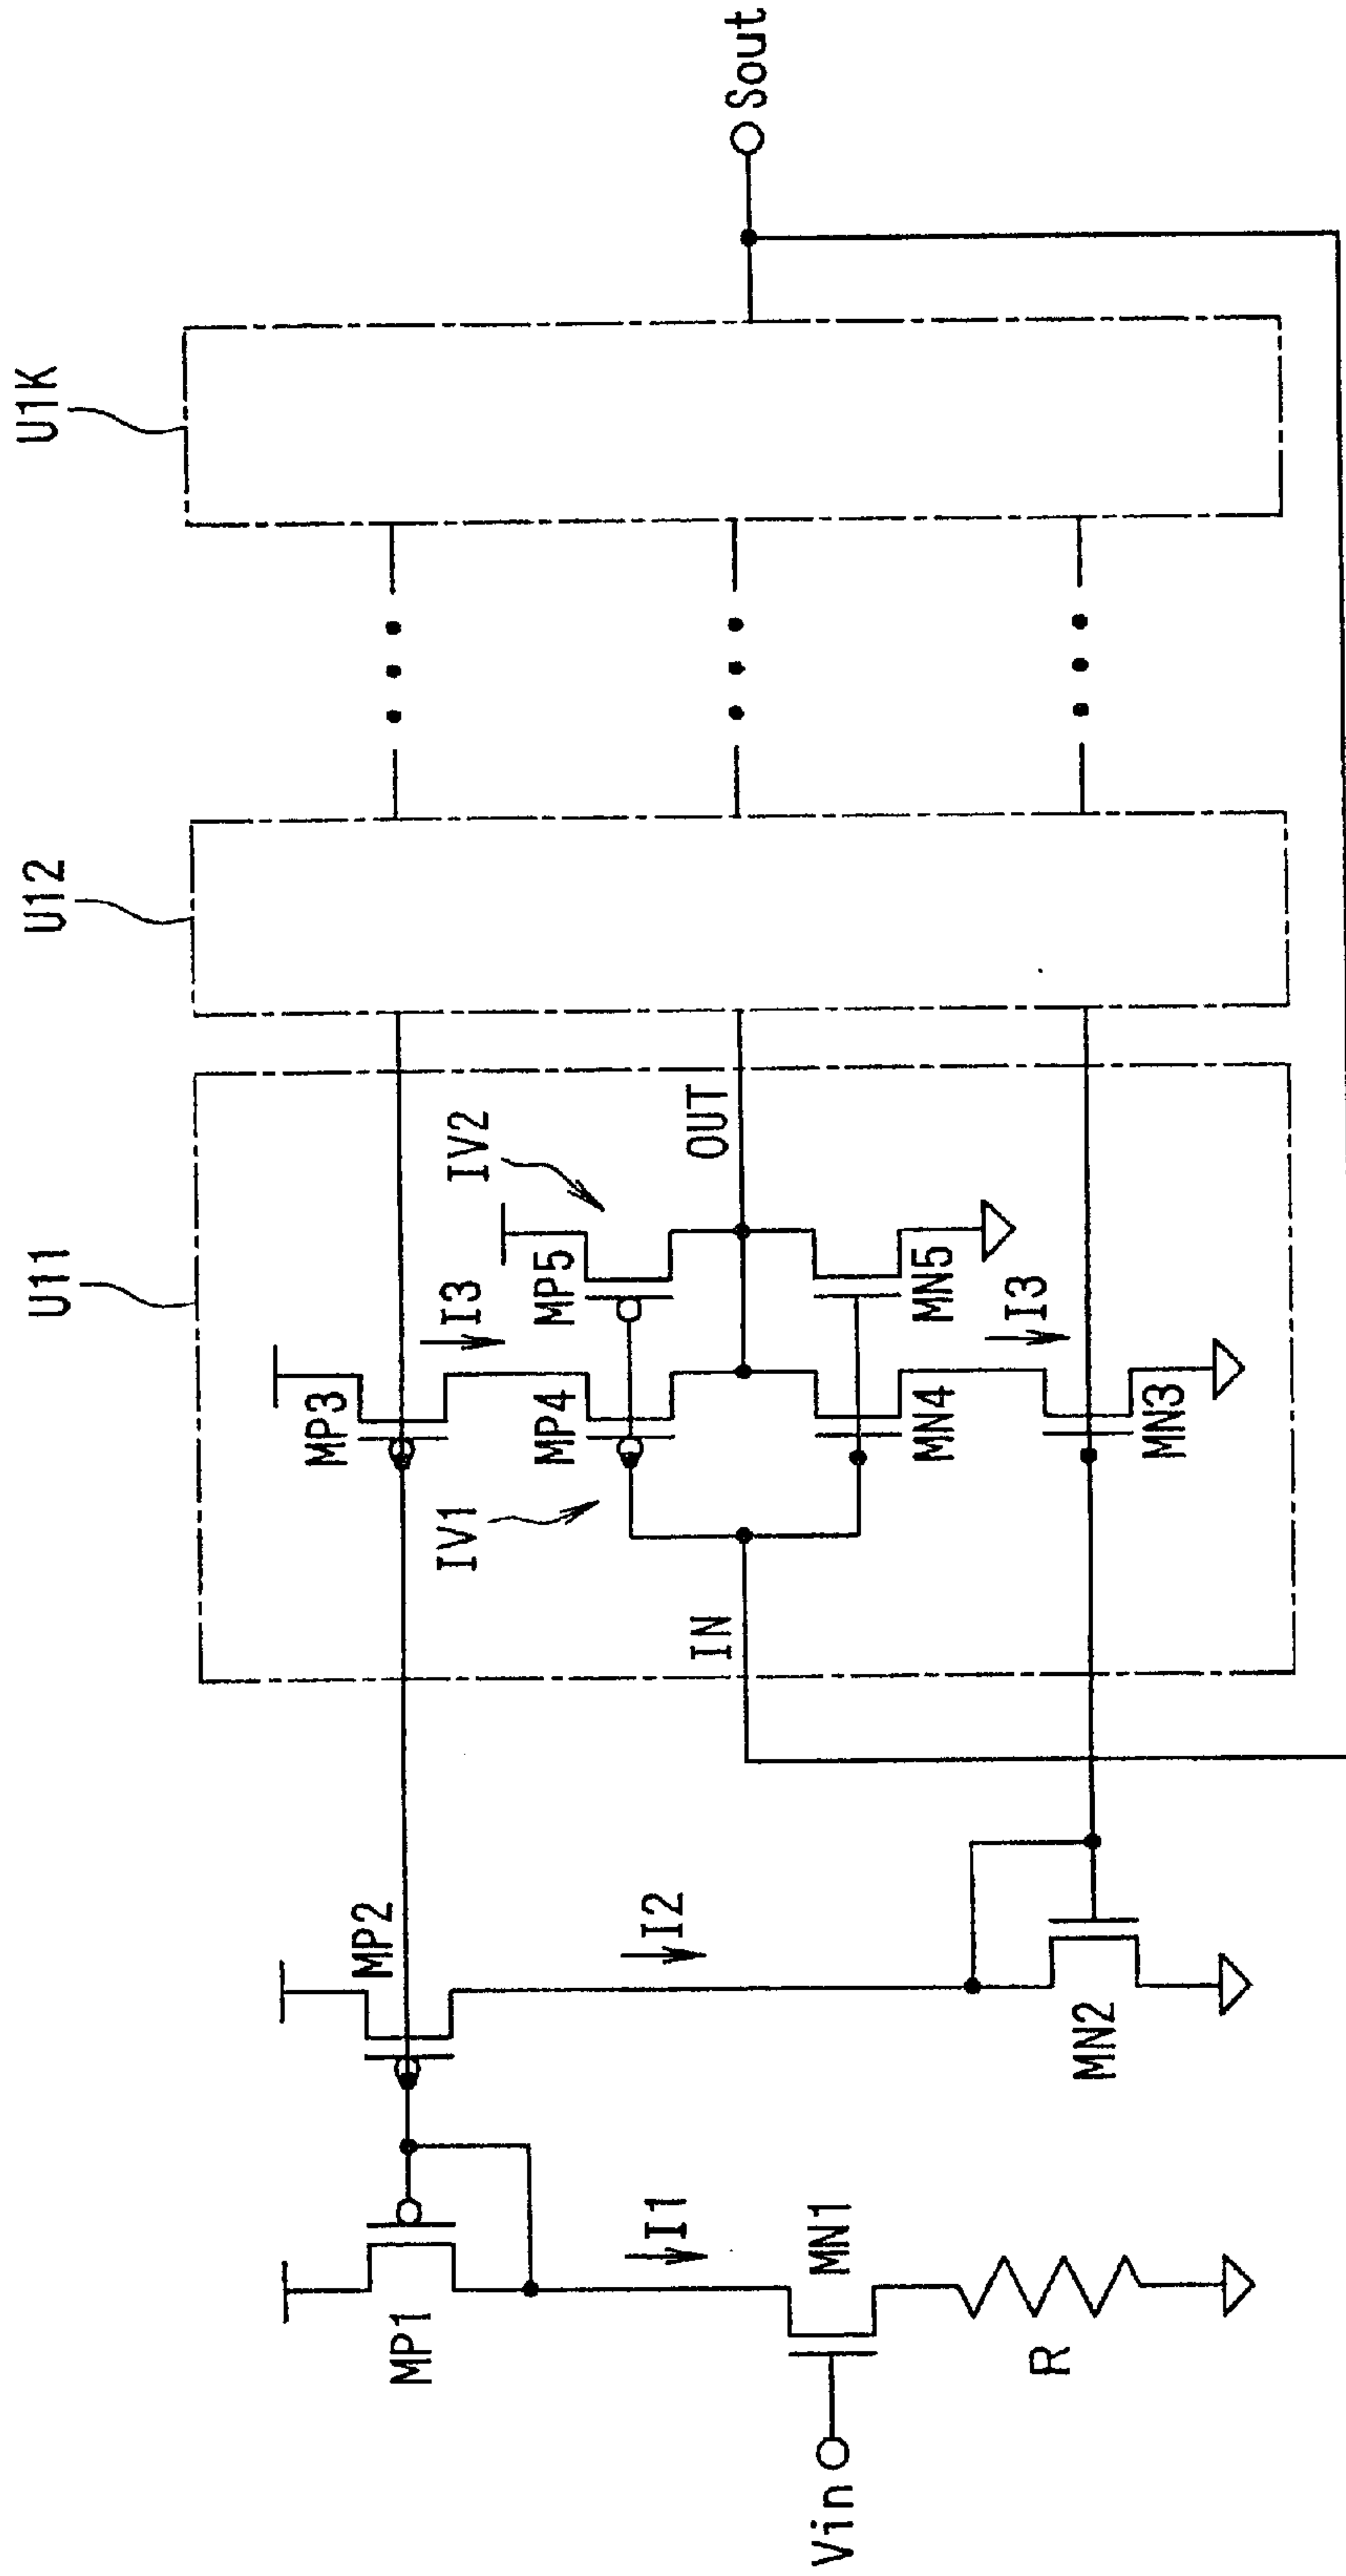 U11
U12
U1K
MP3
I3
IV2
MP4
MP5
IV1
OUT
IN
MN4
MN5
I3
MN3
Sout
MP2
I2
MN2
MP1
I1
MN1
Vin
R